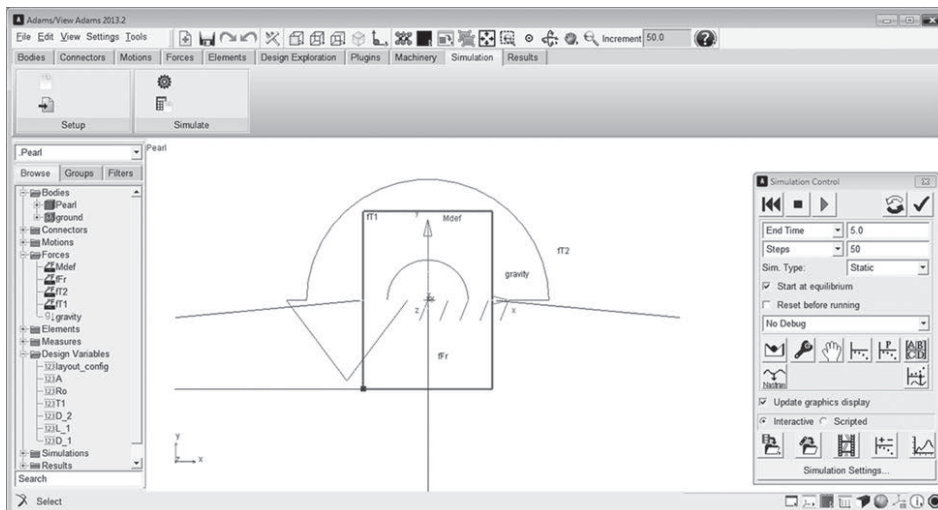 Adams/View Adams 2013.2
File Edit View Settings Tools
Increment 50.0
Bodies Connectors Motions Forces Elements Design Exploration Plugins Machinery Simulation Results
Setup
Simulate
.Pearl
Pearl
Browse Groups Filters
Bodies
Pearl
ground
Connectors
Motions
Forces
Mdef
fFr
fT2
fT1
gravity
Elements
Measures
Design Variables
layout_config
A
Ro
T1
D_2
L_1
D_1
Simulations
Results
Search
Select
fT1
y
Mdef
fT2
gravity
z
x
fFr
y
z x
Simulation Control
End Time 5.0
Steps 50
Sim. Type: Static
Start at equilibrium
Reset before running
No Debug
Nastran
Update graphics display
Interactive Scripted
Simulation Settings...